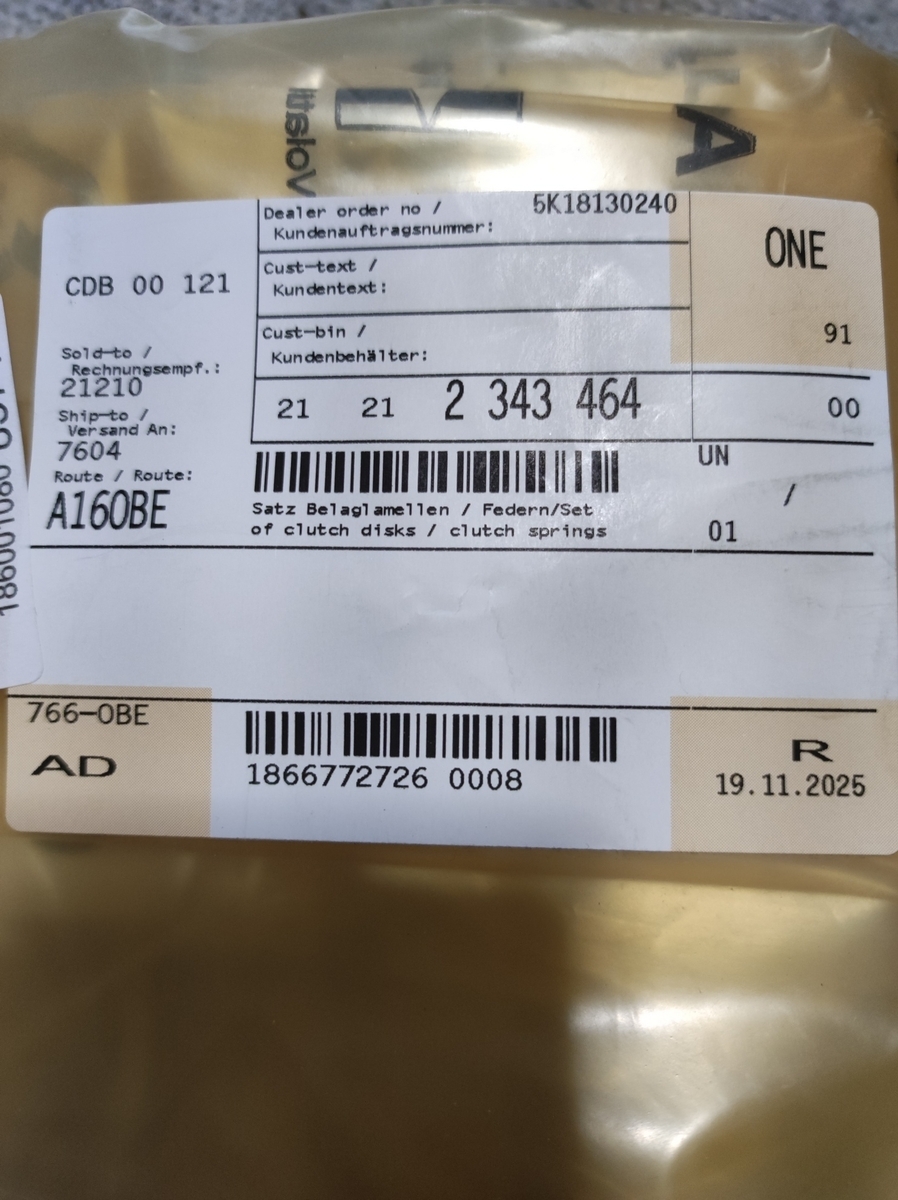 A
CDB 00 121
Sold-to /
Rechnungsempf.:
21210
Ship-to /
Versand An:
7604
Route / Route:
A160BE
Dealer order no /
Kundenauftragsnummer:
5K18130240
Cust-text /
Kundentext:
Cust-bin /
Kundenbehälter:
21 21 2 343 464
Satz Belaglamellen / Federn/Set
of clutch disks / clutch springs
ONE
91
00
UN
/
01
766-0BE
AD
1866772726 0008
R
19.11.2025